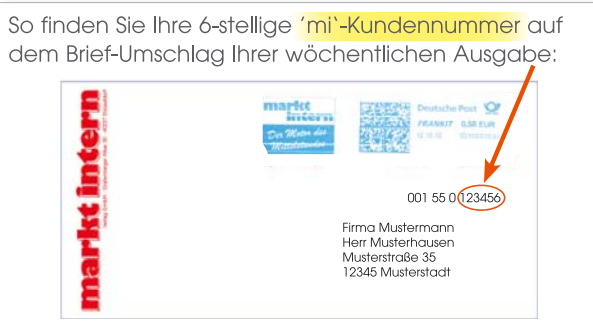 So finden Sie Ihre 6-stellige ’mi‘-Kundennummer auf
dem Brief-Umschlag Ihrer wöchentlichen Ausgabe:
markt intern
markt
intern
Der Motor des
Mittelstandes
Deutsche Post
FRANKIT 0,58 EUR
001 55 0 123456
Firma Mustermann
Herr Musterhausen
Musterstraße 35
12345 Musterstadt